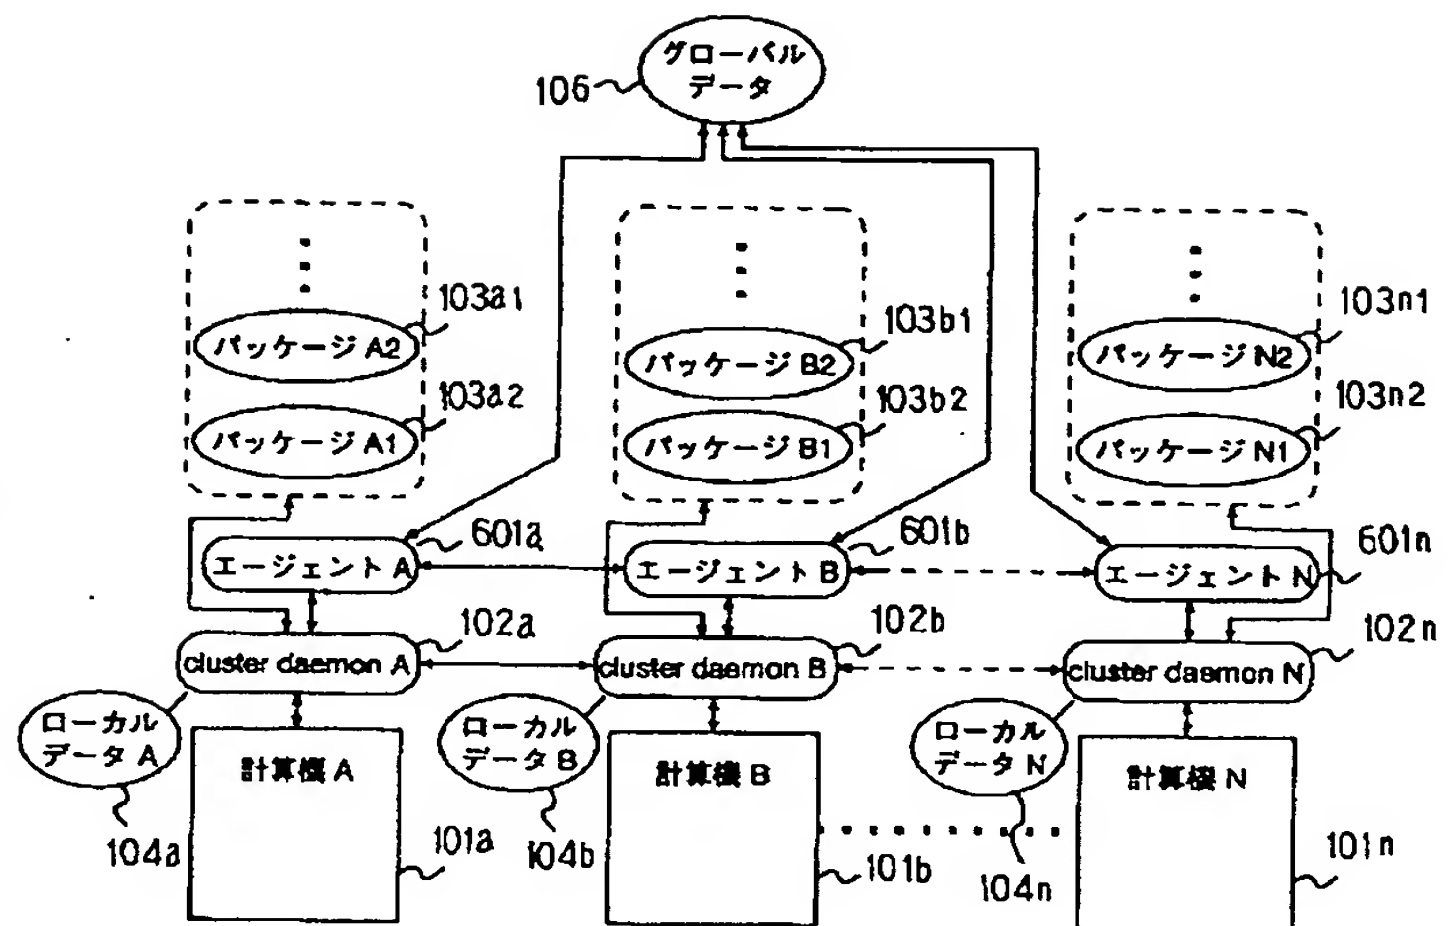 グローバル
データ
106
103a1
パッケージ A2
103a2
パッケージ A1
103b1
パッケージ B2
103b2
パッケージ B1
103n1
パッケージ N2
103n2
パッケージ N1
601a
エージェント A
601b
エージェント B
601n
エージェント N
102a
cluster daemon A
102b
cluster daemon B
102n
cluster daemon N
ローカル
データ A
104a
計算機 A
101a
ローカル
データ B
104b
計算機 B
101b
ローカル
データ N
104n
計算機 N
101n